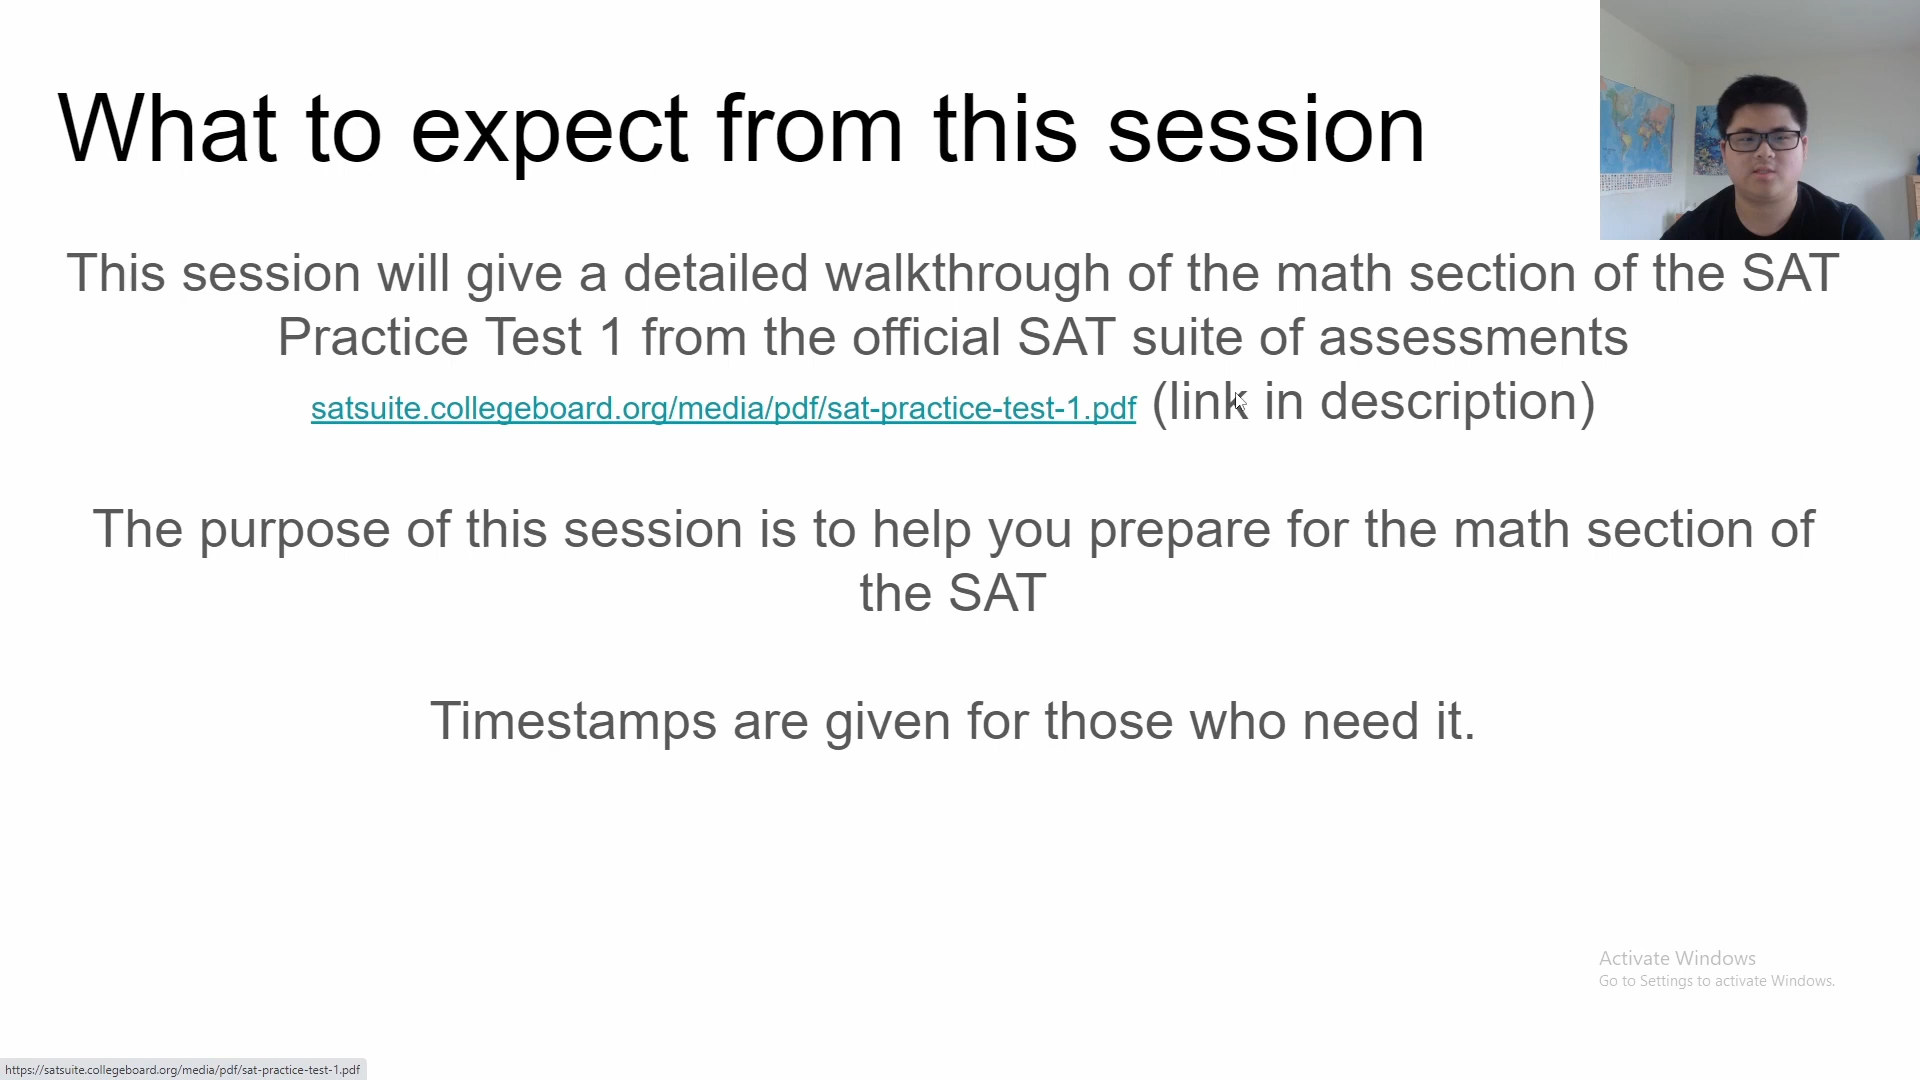 What to expect from this session
This session will give a detailed walkthrough of the math section of the SAT
Practice Test 1 from the official SAT suite of assessments
satsuite.collegeboard.org/media/pdf/sat-practice-test-1.pdf (link in description)
The purpose of this session is to help you prepare for the math section of
the SAT
Timestamps are given for those who need it.
Activate Windows
Go to Settings to activate Windows.
https://satsuite.collegeboard.org/media/pdf/sat-practice-test-1.pdf